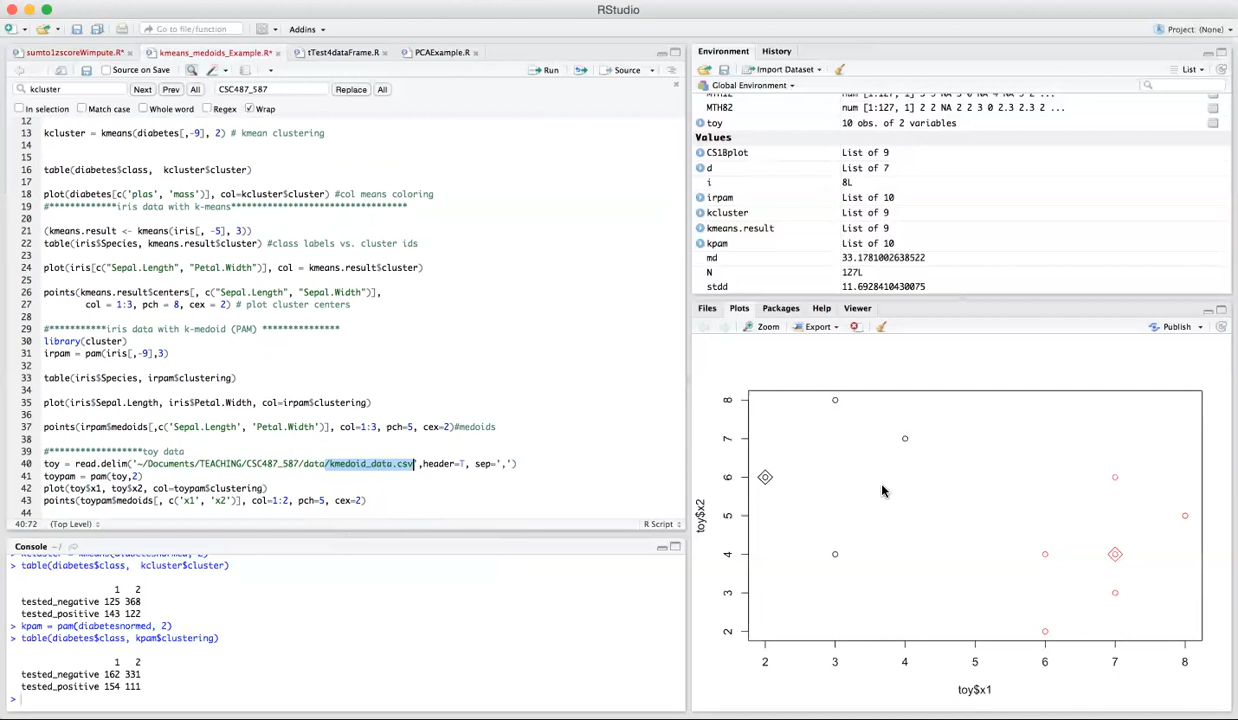 RStudio
Go to file/function
Addins
Project: (None)
sumto1zscoreWimpute.R*
kmeans_medoids_Example.R*
tTest4dataFrame.R
PCAExample.R
Source on Save
Run
Source
kcluster
Next
Prev
All
CSC487_587
Replace
All
In selection
Match case
Whole word
Regex
Wrap
12
13 kcluster = kmeans(diabetes[,-9], 2) # kmean clustering
14
15
16 table(diabetes$class,  kcluster$cluster)
17
18 plot(diabetes[c('plas', 'mass')], col=kcluster$cluster) #col means coloring
19 #*************iris data with k-means**********************************
20
21 (kmeans.result <- kmeans(iris[, -5], 3))
22 table(iris$Species, kmeans.result$cluster) #class labels vs. cluster ids
23
24 plot(iris[c("Sepal.Length", "Petal.Width")], col = kmeans.result$cluster)
25
26 points(kmeans.result$centers[, c("Sepal.Length", "Sepal.Width")],
27 col = 1:3, pch = 8, cex = 2) # plot cluster centers
28
29 #***********iris data with k-medoid (PAM) ***************
30 library(cluster)
31 irpam = pam(iris[,-9],3)
32
33 table(iris$Species, irpam$clustering)
34
35 plot(iris$Sepal.Length, iris$Petal.Width, col=irpam$clustering)
36
37 points(irpam$medoids[,c('Sepal.Length', 'Petal.Width')], col=1:3, pch=5, cex=2)#medoids
38
39 #******************toy data
40 toy = read.delim('~/Documents/TEACHING/CSC487_587/data/kmedoid_data.csv',header=T, sep=',')
41 toypam = pam(toy,2)
42 plot(toy$x1, toy$x2, col=toypam$clustering)
43 points(toypam$medoids[, c('x1', 'x2')], col=1:2, pch=5, cex=2)
44
40:72 (Top Level) R Script
Console ~/
> table(diabetes$class,  kcluster$cluster)
1 2
tested_negative 125 368
tested_positive 143 122
> kpam = pam(diabetesnormed, 2)
> table(diabetes$class, kpam$clustering)
1 2
tested_negative 162 331
tested_positive 154 111
>
Environment
History
Import Dataset
List
Global Environment
MTH82 num [1:127, 1] 2 2 NA 2 2 3 0 2.3 2.3 2 ...
toy 10 obs. of 2 variables
Values
CS1Bplot List of 9
d List of 7
i 8L
irpam List of 10
kcluster List of 9
kmeans.result List of 9
kpam List of 10
md 33.1781002638522
N 127L
stdd 11.6928410430075
Files
Plots
Packages
Help
Viewer
Zoom
Export
Publish
toy$x2
8
7
6
5
4
3
2
2 3 4 5 6 7 8
toy$x1